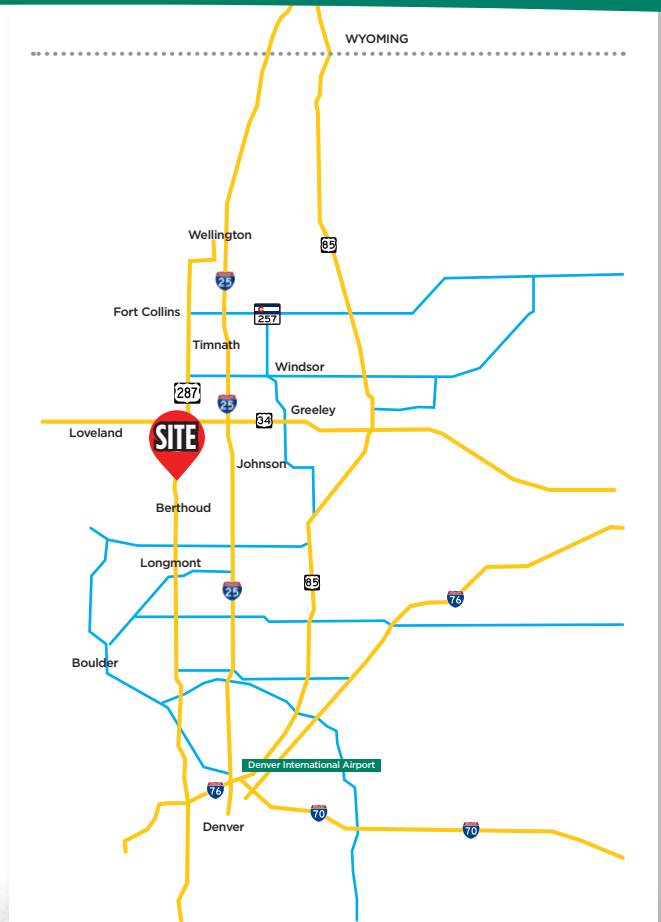 WYOMING
Wellington
85
25
Fort Collins
257
Timnath
Windsor
287
25
Greeley
34
Loveland
SITE
Johnson
Berthoud
Longmont
85
25
76
Boulder
Denver International Airport
76
70
Denver
70